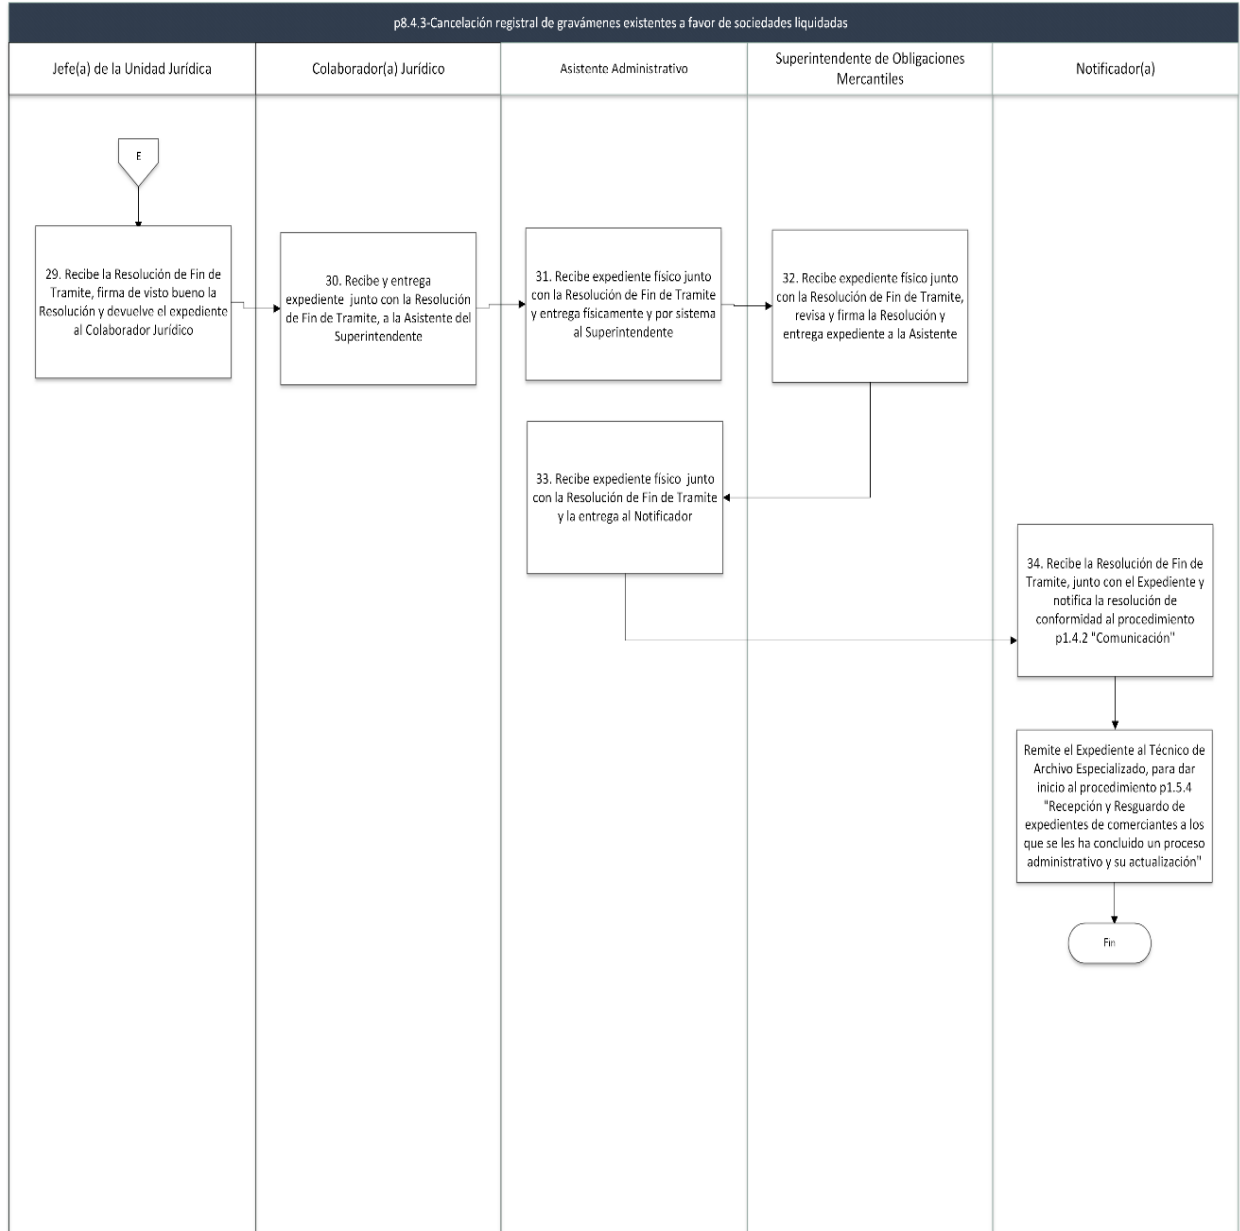 p8.4.3-Cancelación registral de gravámenes existentes a favor de sociedades liquidadas
Jefe(a) de la Unidad Jurídica
Colaborador(a) Jurídico
Asistente Administrativo
Superintendente de Obligaciones
Mercantiles
Notificador(a)
E
29. Recibe la Resolución de Fin de
Tramite, firma de visto bueno la
Resolución y devuelve el expediente
al Colaborador Jurídico
30. Recibe y entrega
expediente junto con la Resolución
de Fin de Tramite, a la Asistente del
Superintendente
31. Recibe expediente físico junto
con la Resolución de Fin de Tramite
y entrega físicamente y por sistema
al Superintendente
32. Recibe expediente físico junto
con la Resolución de Fin de Tramite,
revisa y firma la Resolución y
entrega expediente a la Asistente
33. Recibe expediente físico junto
con la Resolución de Fin de Tramite
y la entrega al Notificador
34. Recibe la Resolución de Fin de
Tramite, junto con el Expediente y
notifica la resolución de
conformidad al procedimiento
p1.4.2 "Comunicación"
Remite el Expediente al Técnico de
Archivo Especializado, para dar
inicio al procedimiento p1.5.4
"Recepción y Resguardo de
expedientes de comerciantes a los
que se les ha concluido un proceso
administrativo y su actualización"
Fin